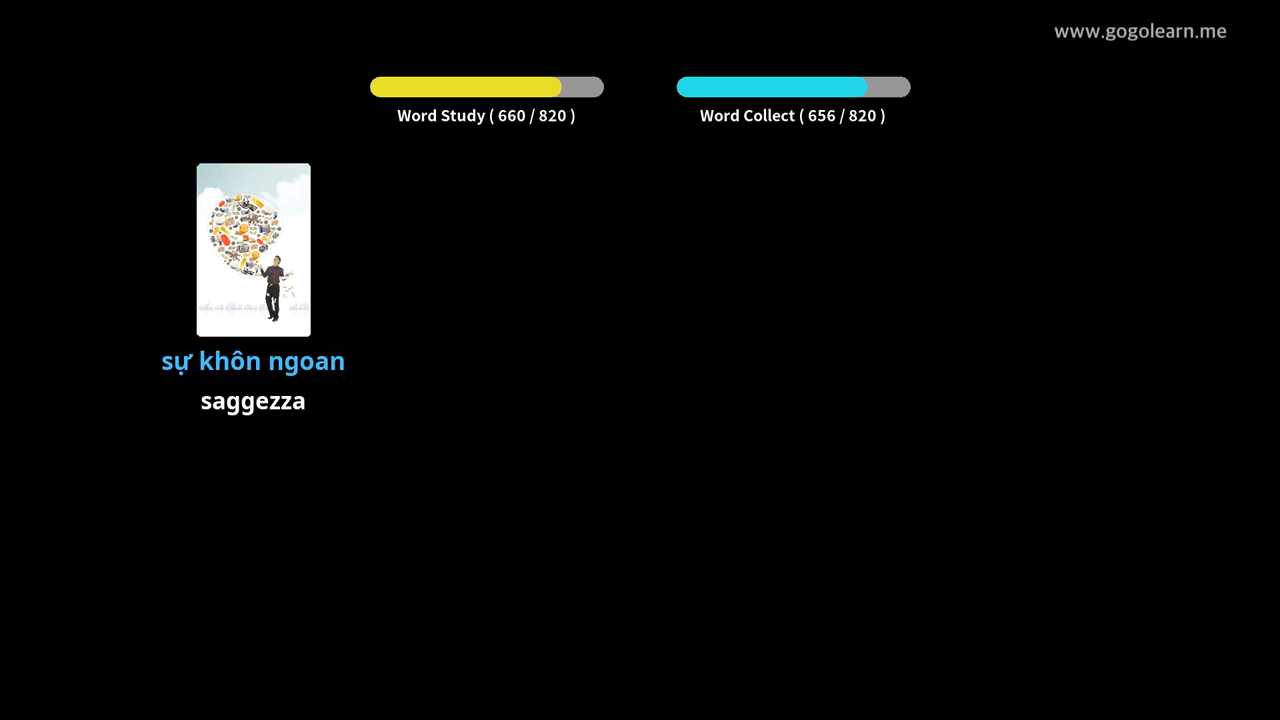 www.gogolearn.me
Word Study ( 660 / 820 )
Word Collect ( 656 / 820 )
sự khôn ngoan
saggezza